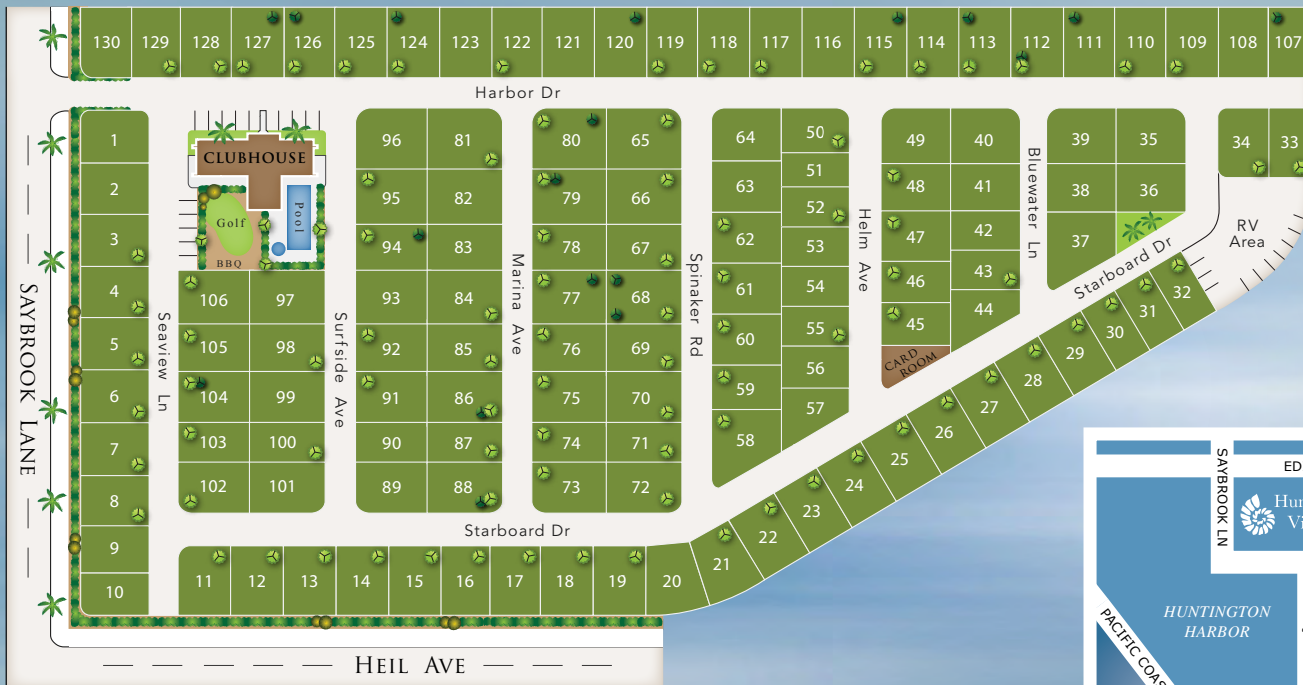 130 129 128 127 126 125 124 123 122 121 120 119 118 117 116 115 114 113 112 111 110 109 108 107
Harbor Dr
1
2
3
4
5
6
7
8
9
10
SAYBROOK LANE
Seaview Ln
CLUBHOUSE
Golf
Pool
BBQ
106 97
105 98
104 99
103 100
102 101
Surfside Ave
96 81
95 82
94 83
93 84
92 85
91 86
90 87
89 88
Marina Ave
80 65
79 66
78 67
77 68
76 69
75 70
74 71
73 72
Spinaker Rd
64
63
62
61
60
59
58
50
51
52
53
54
55
56
57
Helm Ave
49 40
48 41
47 42
46 43
45 44
CARD
ROOM
Bluewater Ln
39 35
38 36
37
34 33
RV
Area
Starboard Dr
Starboard Dr
11 12 13 14 15 16 17 18 19 20 21 22 23 24 25 26 27 28 29 30 31 32
HEIL AVE
SAYBROOK LN
ED
Hun
Vi
HUNTINGTON
HARBOR
PACIFIC COAS